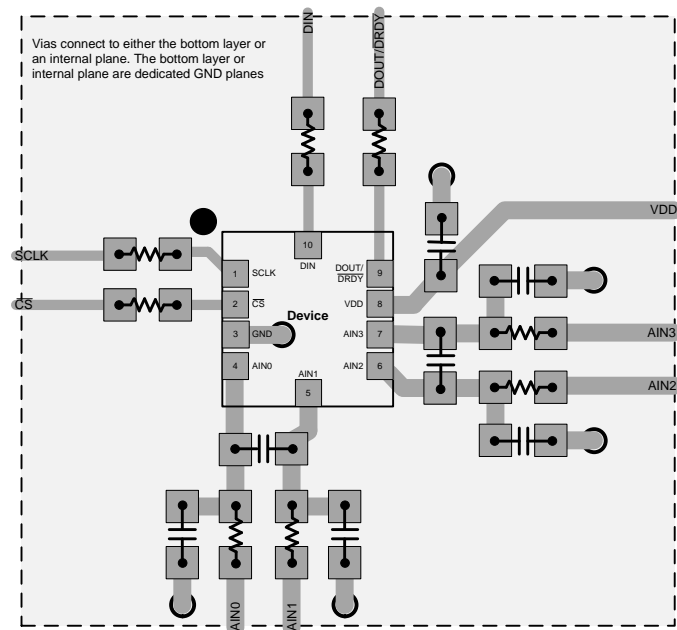 Vias connect to either the bottom layer or
an internal plane. The bottom layer or
internal plane are dedicated GND planes
DIN
DOUT/DRDY
VDD
SCLK
CS
AIN3
AIN2
AIN0
AIN1
10
DIN
1
SCLK
DOUT/
DRDY
9
2
CS
VDD
8
Device
3
GND
AIN3
7
4
AIN0
AIN2
6
AIN1
5